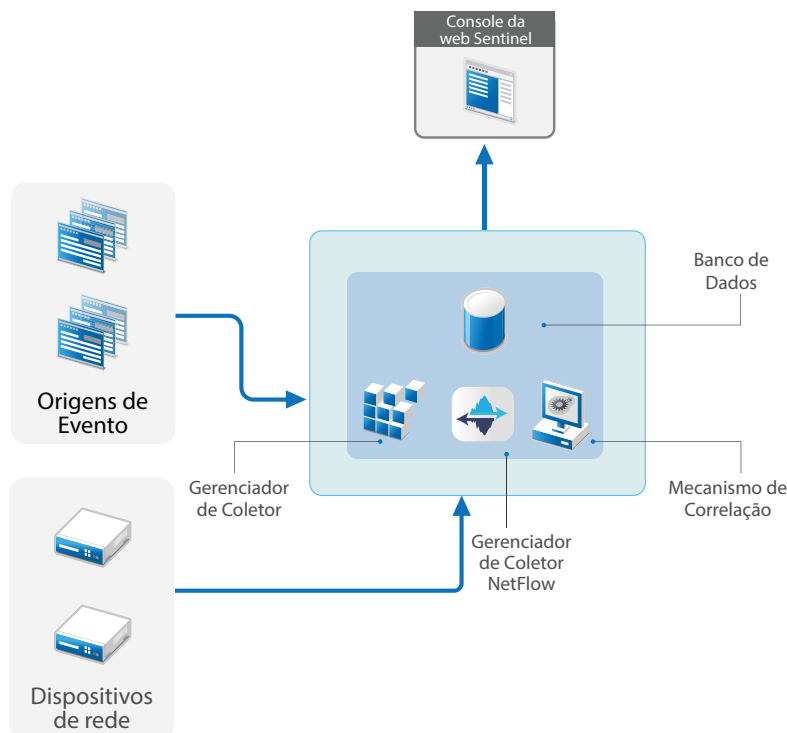 Console da
web Sentinel
Banco de
Dados
Origens de
Evento
Gerenciador
de Coletor
Mecanismo de
Correlação
Gerenciador
de Coletor
NetFlow
Dispositivos
de rede